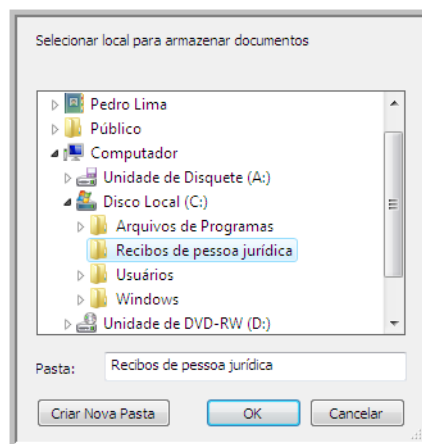 Selecionar local para armazenar documentos
Pedro Lima
Público
Computador
Unidade de Disquete (A:)
Disco Local (C:)
Arquivos de Programas
Recibos de pessoa jurídica
Usuários
Windows
Unidade de DVD-RW (D:)
Pasta: Recibos de pessoa jurídica
Criar Nova Pasta OK Cancelar